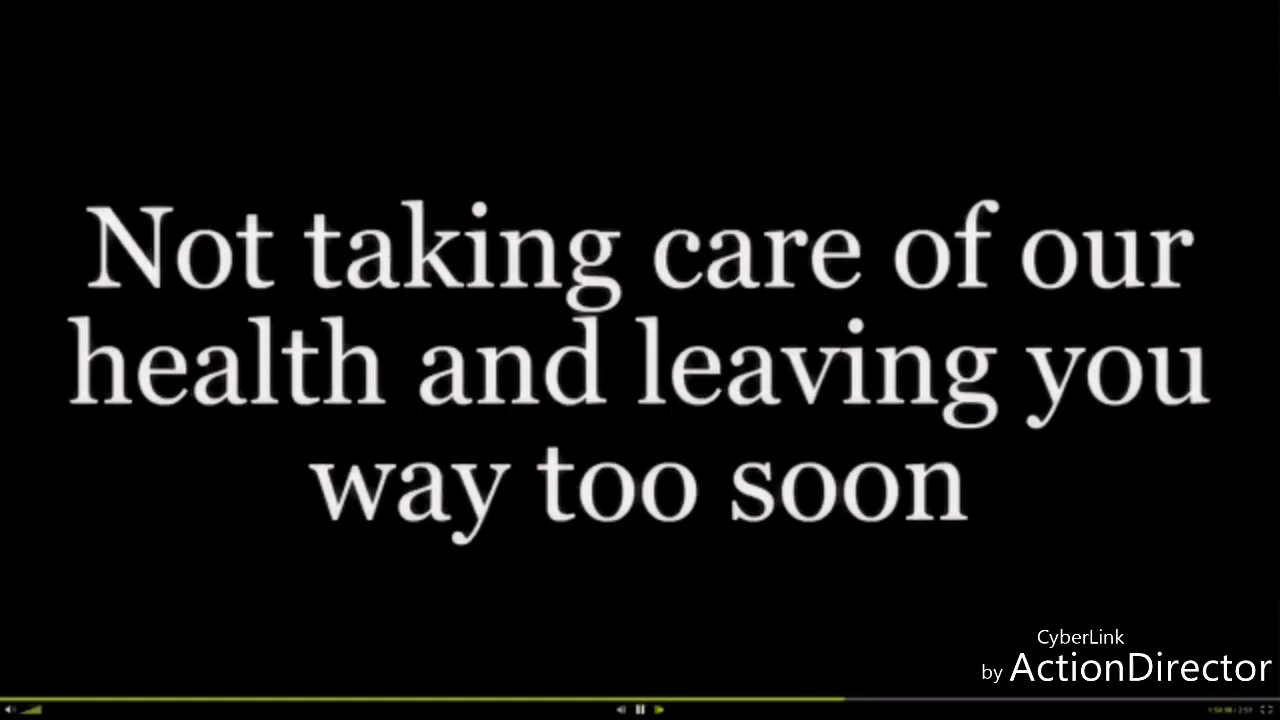 Not taking care of our
health and leaving you
way too soon
CyberLink
by ActionDirector